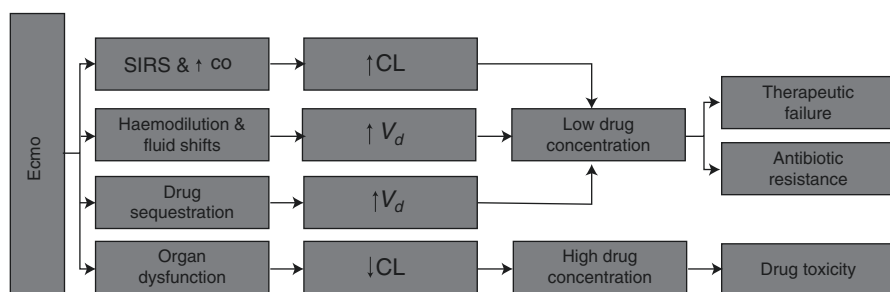 Ecmo
SIRS & ↑ CO
↑CL
Haemodilution &
fluid shifts
↑ Vd
Low drug
concentration
Therapeutic
failure
Antibiotic
resistance
Drug
sequestration
↑Vd
Organ
dysfunction
↓CL
High drug
concentration
Drug toxicity